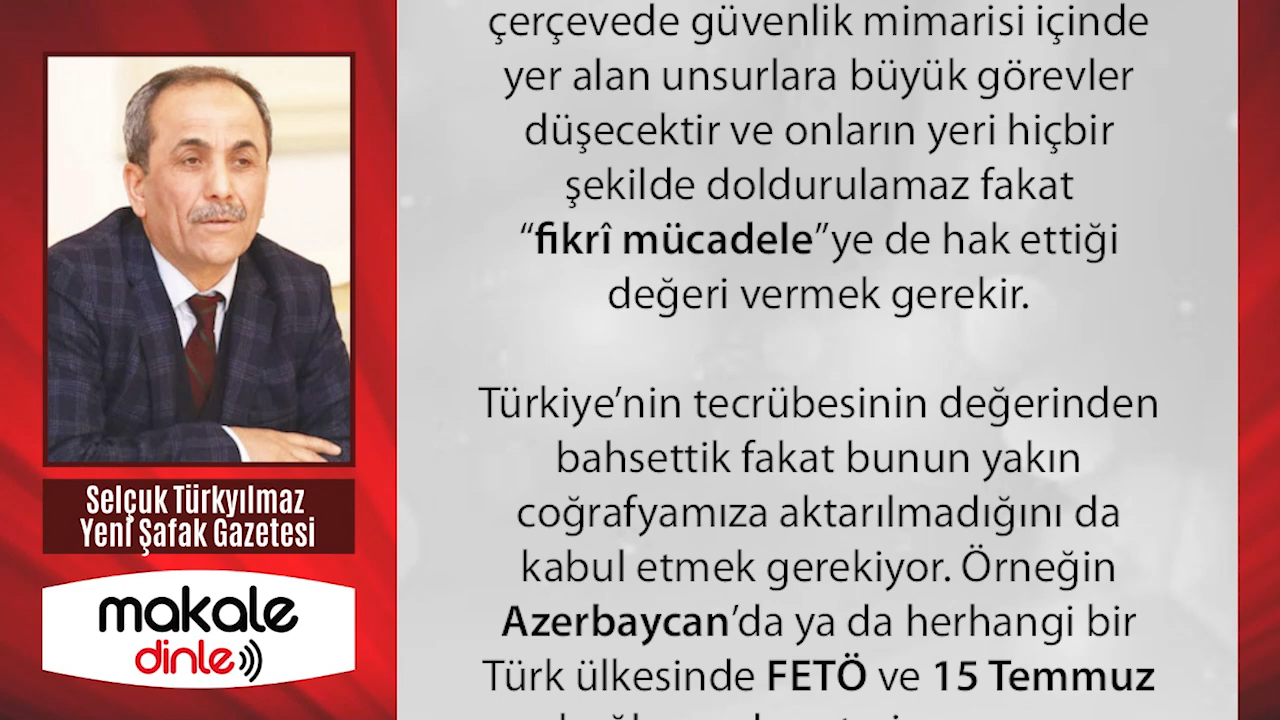 çerçevede güvenlik mimarisi içinde
yer alan unsurlara büyük görevler
düşecektir ve onların yeri hiçbir
şekilde doldurulamaz fakat
“fikrî mücadele”ye de hak ettiği
değeri vermek gerekir.
Türkiye’nin tecrübesinin değerinden
bahsettik fakat bunun yakın
coğrafyamıza aktarılmadığını da
kabul etmek gerekiyor. Örneğin
Azerbaycan’da ya da herhangi bir
Türk ülkesinde FETÖ ve 15 Temmuz
Selçuk Türkyılmaz
Yeni Şafak Gazetesi
makale
dinle